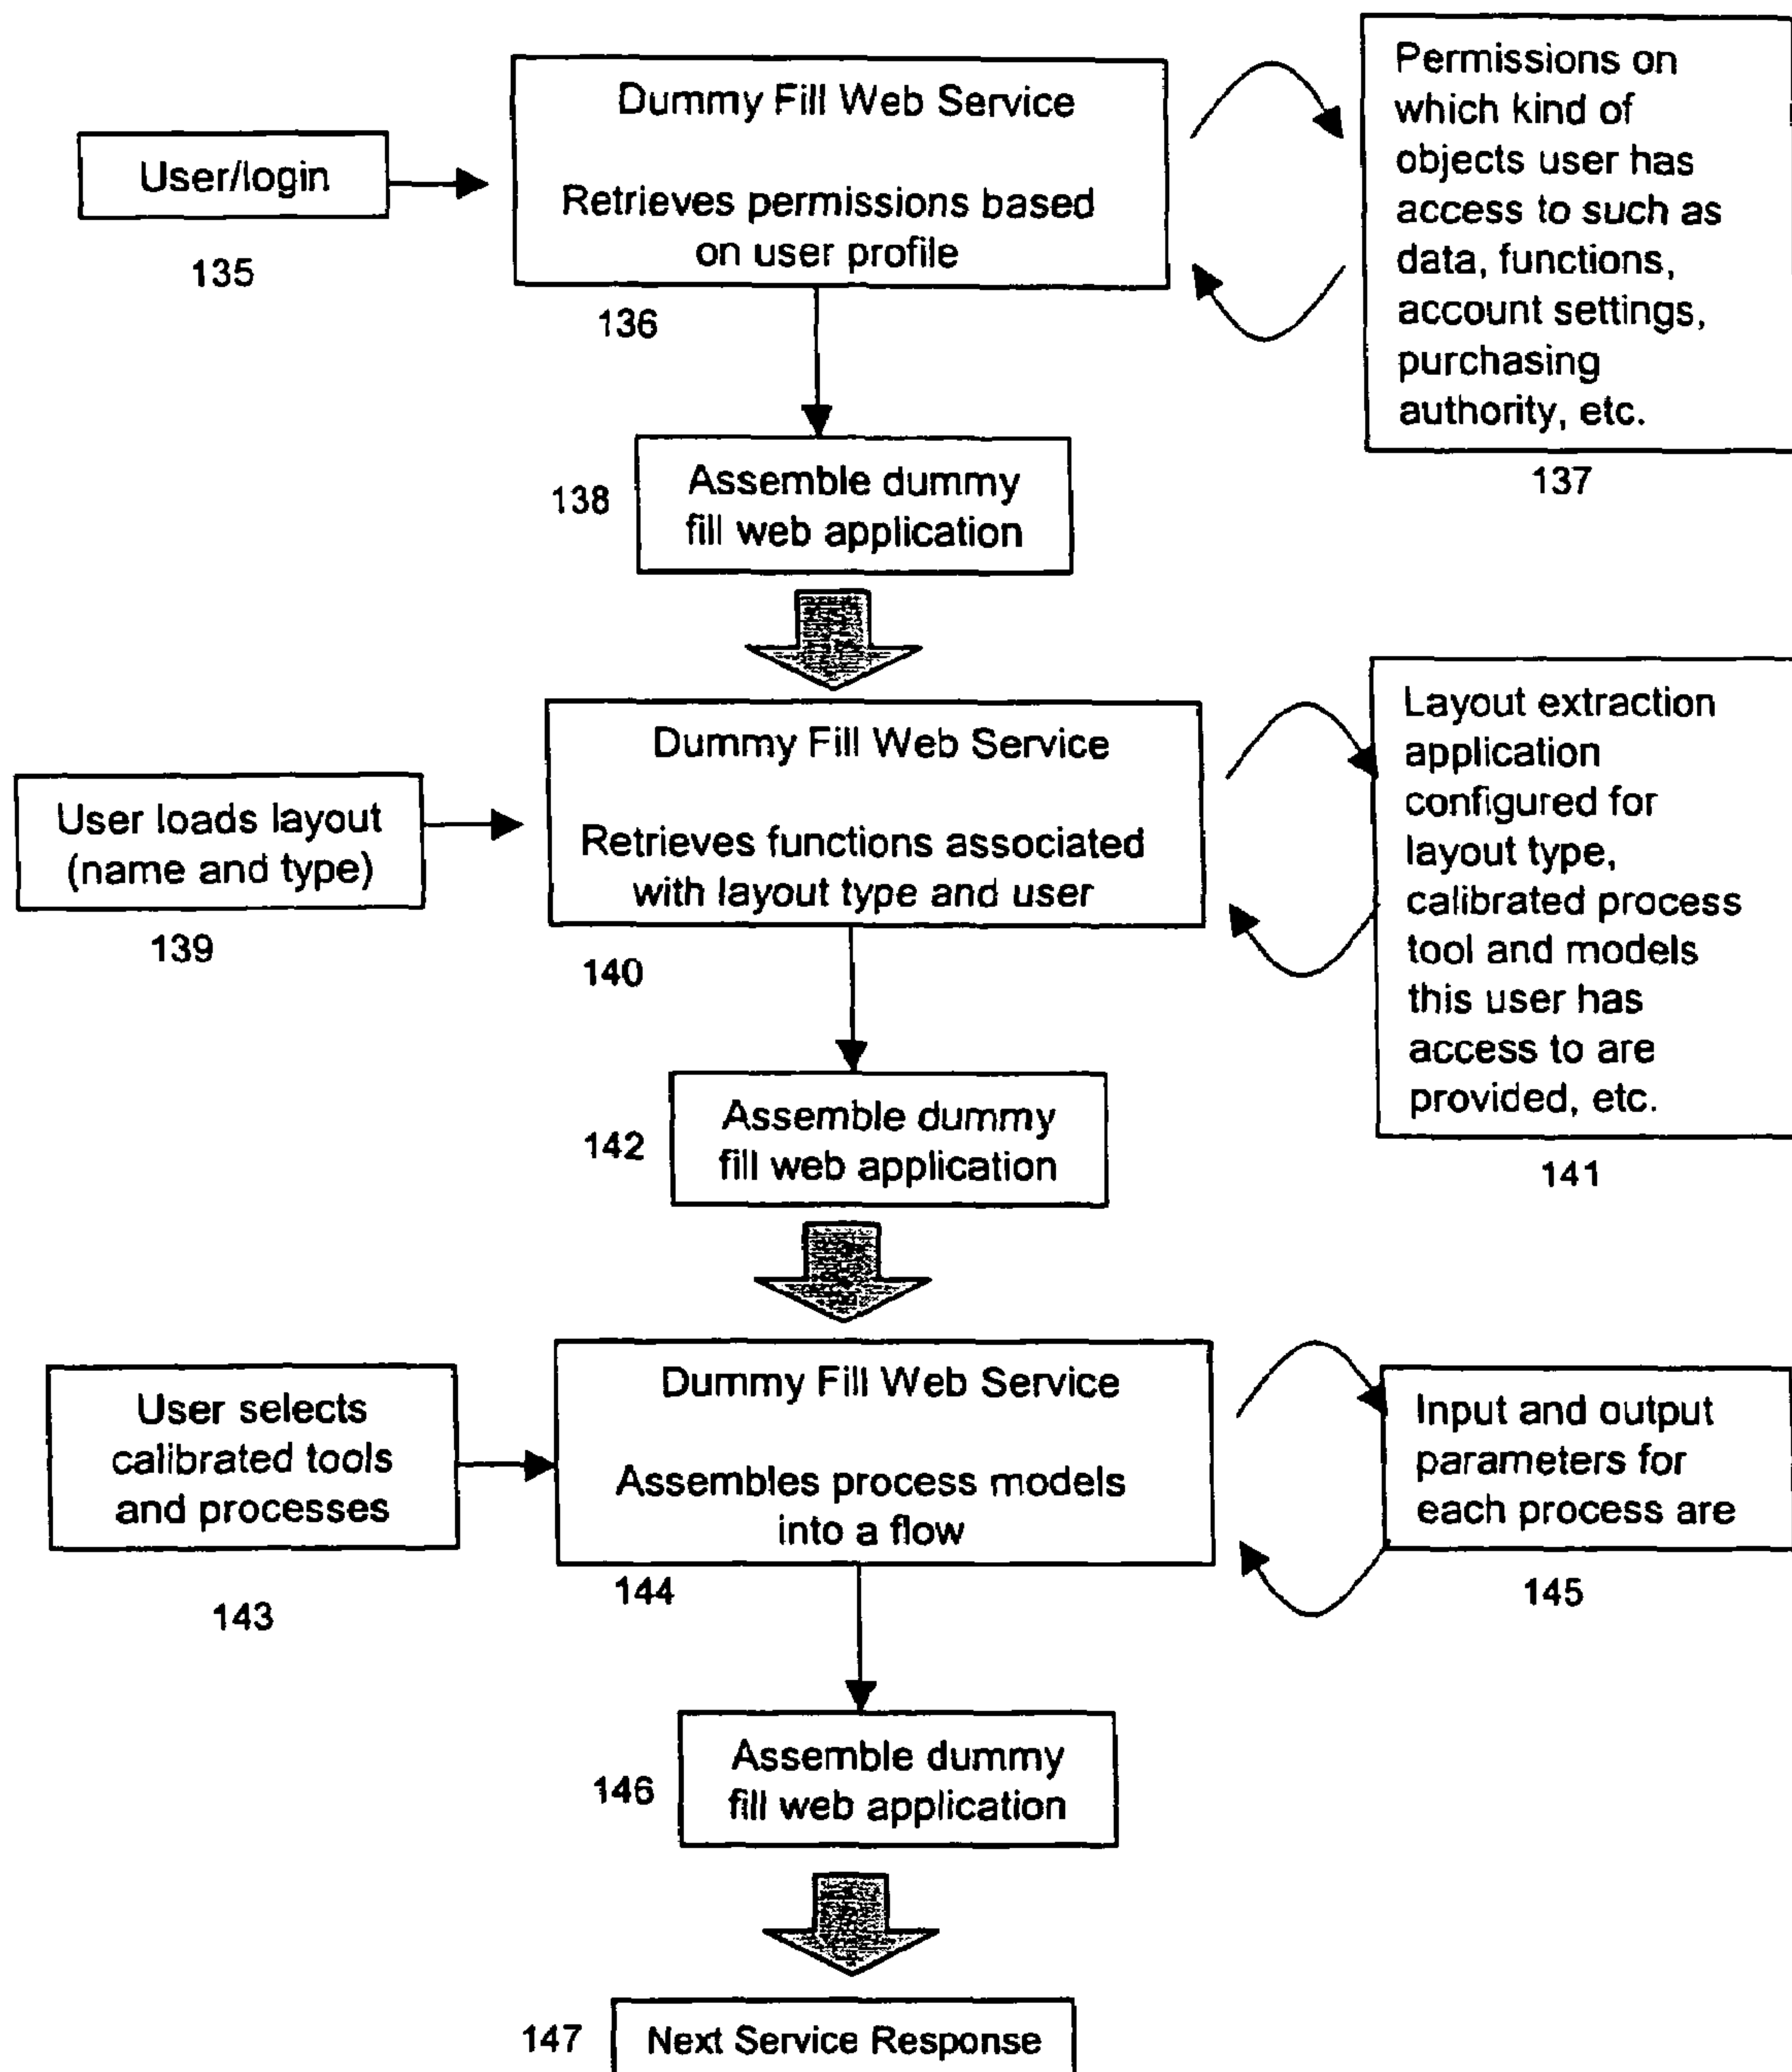 User/login
135
Dummy Fill Web Service
Retrieves permissions based
on user profile
136
Permissions on
which kind of
objects user has
access to such as
data, functions,
account settings,
purchasing
authority, etc.
137
138
Assemble dummy
fill web application
User loads layout
(name and type)
139
Dummy Fill Web Service
Retrieves functions associated
with layout type and user
140
Layout extraction
application
configured for
layout type,
calibrated process
tool and models
this user has
access to are
provided, etc.
141
142
Assemble dummy
fill web application
User selects
calibrated tools
and processes
143
Dummy Fill Web Service
Assembles process models
into a flow
144
Input and output
parameters for
each process are
145
146
Assemble dummy
fill web application
147
Next Service Response